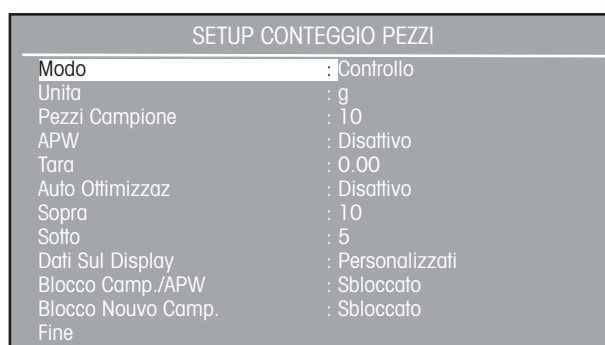 SETUP CONTEGGIO PEZZI
Modo : Controllo
Unita : g
Pezzi Campione : 10
APW : Disattivo
Tara : 0.00
Auto Ottimizzaz : Disattivo
Sopra : 10
Sotto : 5
Dati Sul Display : Personalizzati
Blocco Camp./APW : Sbloccato
Blocco Nouvo Camp. : Sbloccato
Fine